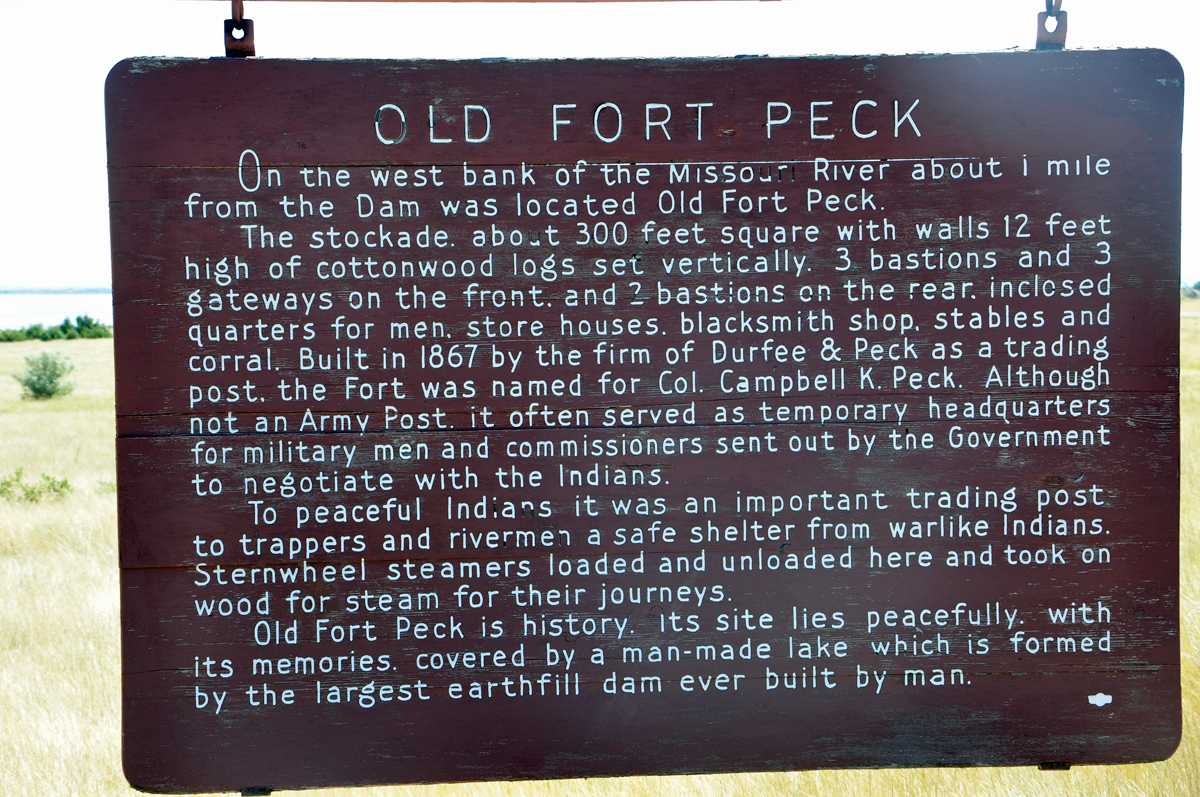 OLD FORT PECK
On the west bank of the Missouri River about 1 mile
from the Dam was located Old Fort Peck.
The stockade, about 300 feet square with walls 12 feet
high of cottonwood logs set vertically, 3 bastions and 3
gateways on the front, and 2 bastions on the rear, inclosed
quarters for men, store houses, blacksmith shop, stables and
corral. Built in 1867 by the firm of Durfee & Peck as a trading
post, the Fort was named for Col. Campbell K. Peck. Although
not an Army Post, it often served as temporary headquarters
for military men and commissioners sent out by the Government
to negotiate with the Indians.
To peaceful Indians it was an important trading post
to trappers and rivermen a safe shelter from warlike Indians.
Sternwheel steamers loaded and unloaded here and took on
wood for steam for their journeys.
Old Fort Peck is history. Its site lies peacefully, with
its memories, covered by a man-made lake which is formed
by the largest earthfill dam ever built by man.